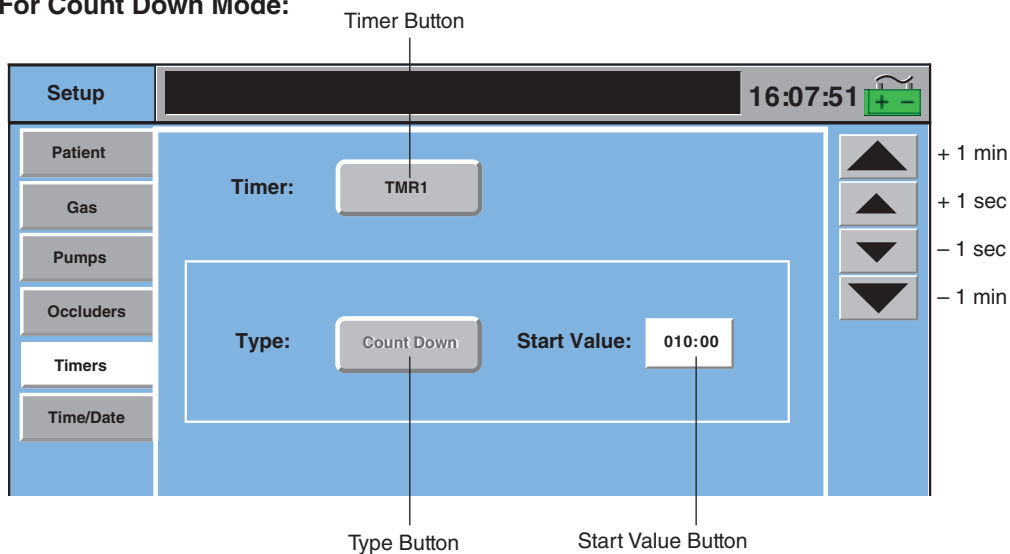 For Count Down Mode:
Timer Button
Setup
16:07:51
+ −
Patient
Gas
Pumps
Occluders
Timers
Time/Date
Timer:
TMR1
Type:
Count Down
Start Value:
010:00
+ 1 min
+ 1 sec
– 1 sec
– 1 min
Type Button
Start Value Button